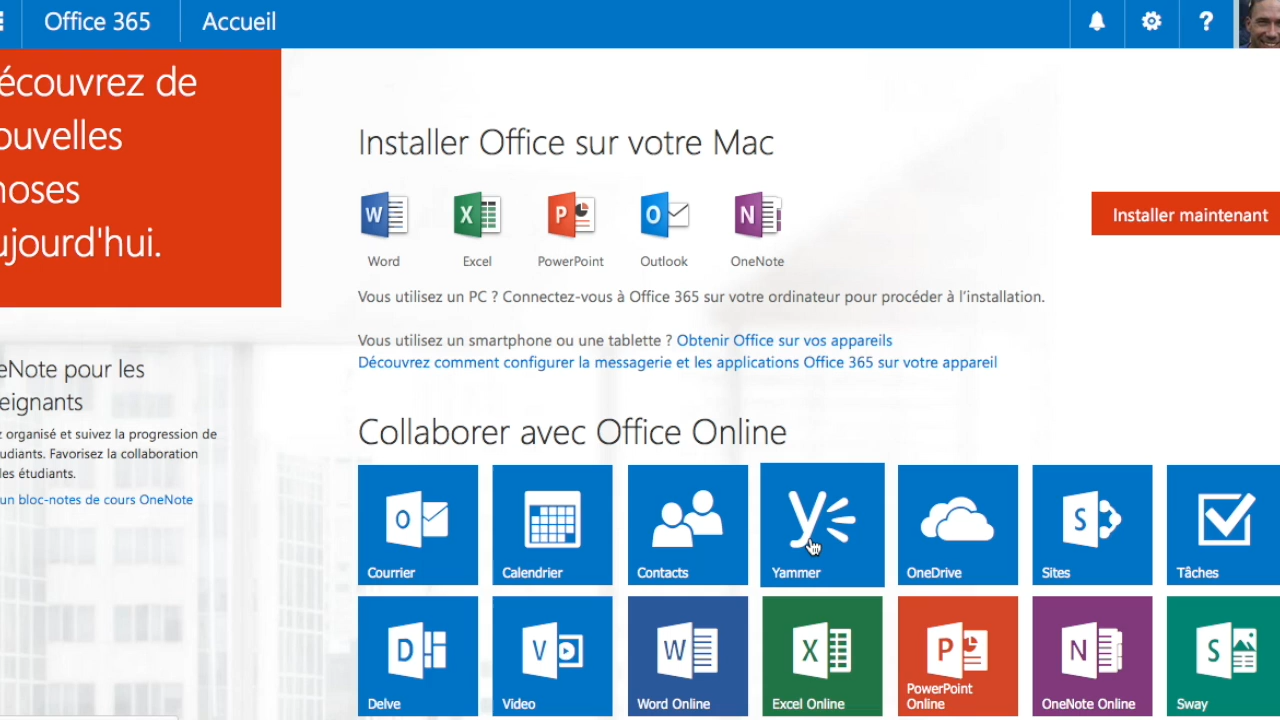 Office 365
Accueil
?
écouvrez de
ouvelles
hoses
ujourd'hui.
eNote pour les
eignants
z organisé et suivez la progression de
udiants. Favorisez la collaboration
des étudiants.
un bloc-notes de cours OneNote
Installer Office sur votre Mac
Word
Excel
PowerPoint
Outlook
OneNote
Installer maintenant
Vous utilisez un PC ? Connectez-vous à Office 365 sur votre ordinateur pour procéder à l'installation.
Vous utilisez un smartphone ou une tablette ? Obtenir Office sur vos appareils
Découvrez comment configurer la messagerie et les applications Office 365 sur votre appareil
Collaborer avec Office Online
Courrier
Calendrier
Contacts
Yammer
OneDrive
Sites
Tâches
Delve
Video
Word Online
Excel Online
PowerPoint
Online
OneNote Online
Sway